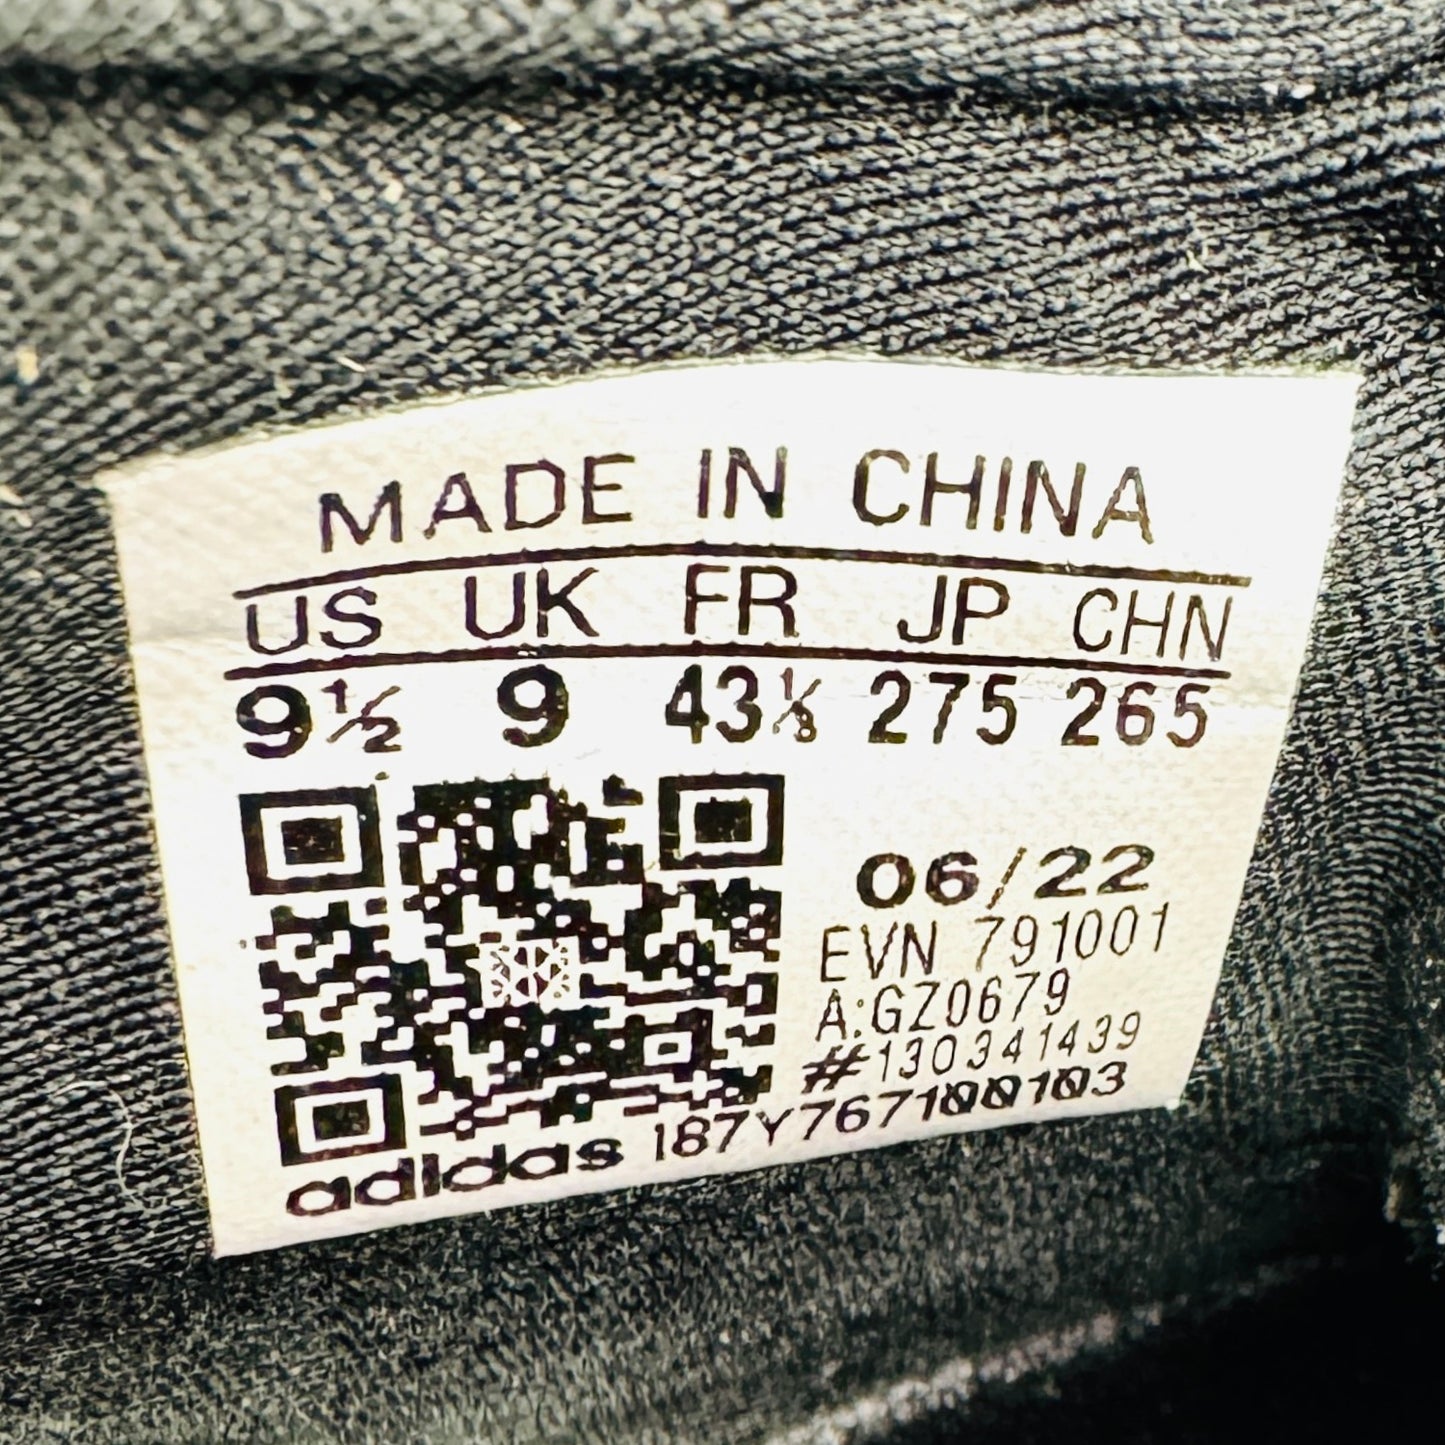 MADE IN CHINA
US UK FR JP CHN
9½ 9 43⅓ 275 265
06/22
EVN 791001
A:GZ0679
#130341439
adidas 187Y767100103